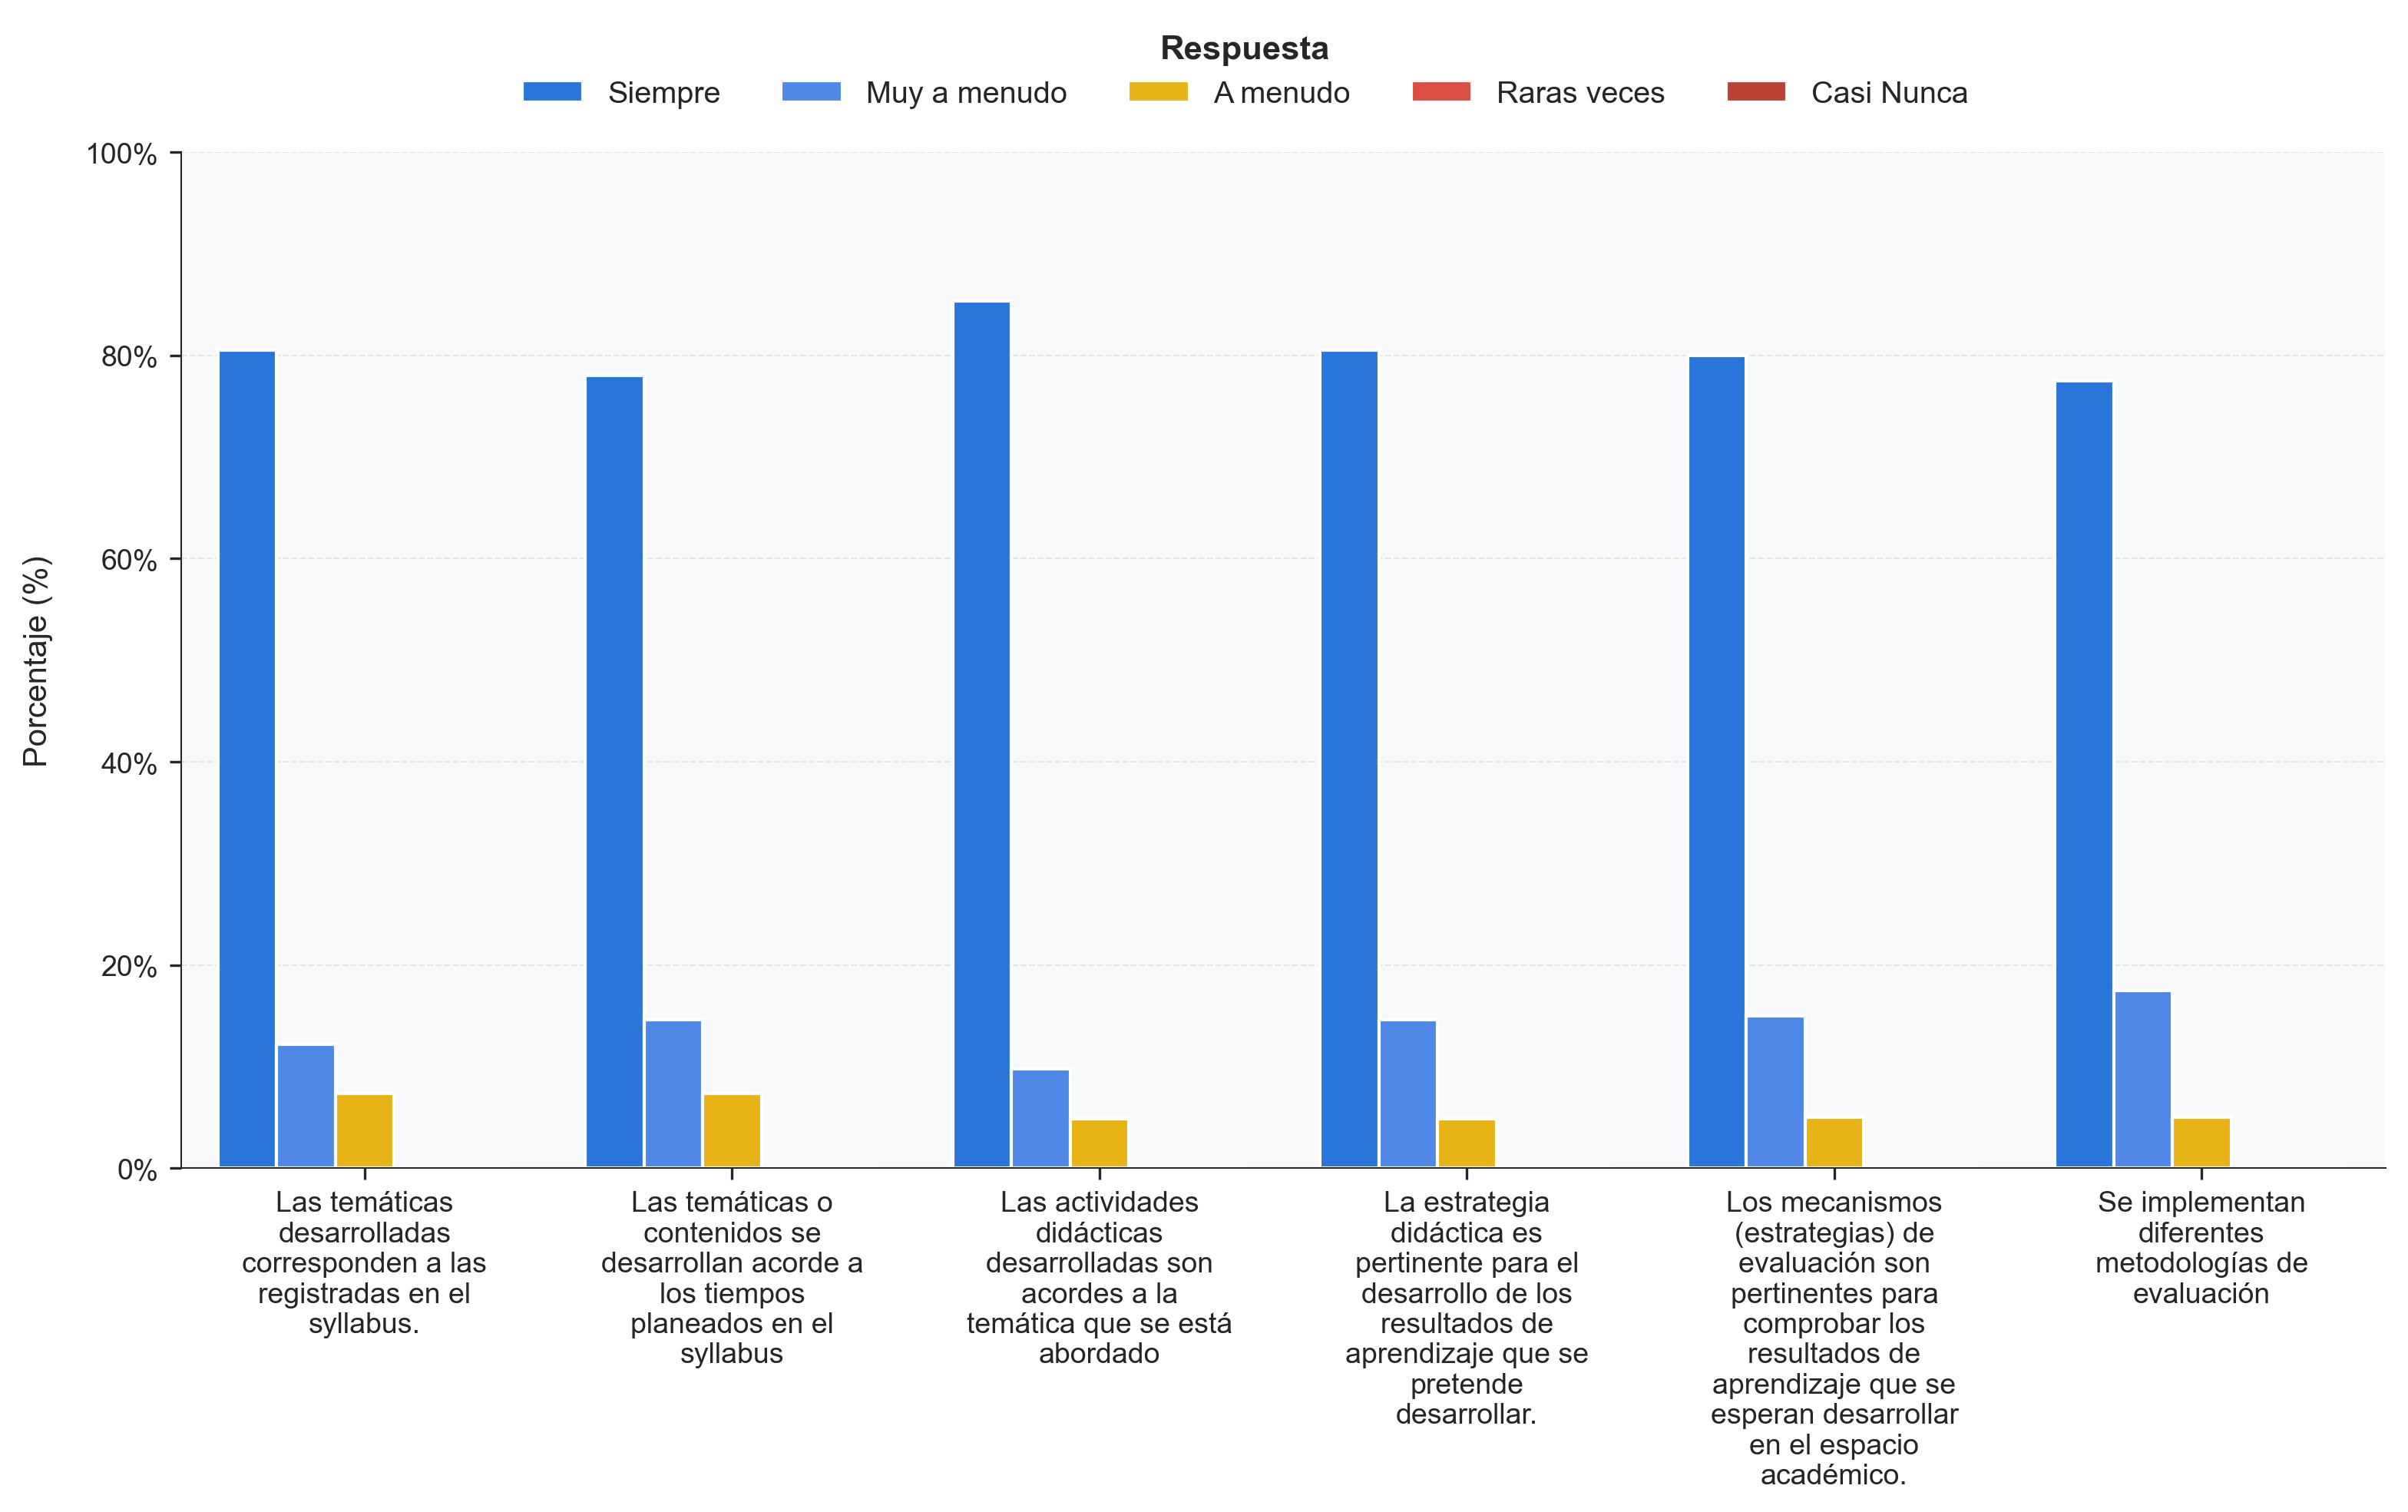 Respuesta
Siempre
Muy a menudo
A menudo
Raras veces
Casi Nunca
100%
80%
60%
40%
20%
0%
Porcentaje (%)
Las temáticas
desarrolladas
corresponden a las
registradas en el
syllabus.
Las temáticas o
contenidos se
desarrollan acorde a
los tiempos
planeados en el
syllabus
Las actividades
didácticas
desarrolladas son
acordes a la
temática que se está
abordado
La estrategia
didáctica es
pertinente para el
desarrollo de los
resultados de
aprendizaje que se
pretende
desarrollar.
Los mecanismos
(estrategias) de
evaluación son
pertinentes para
comprobar los
resultados de
aprendizaje que se
esperan desarrollar
en el espacio
académico.
Se implementan
diferentes
metodologías de
evaluación